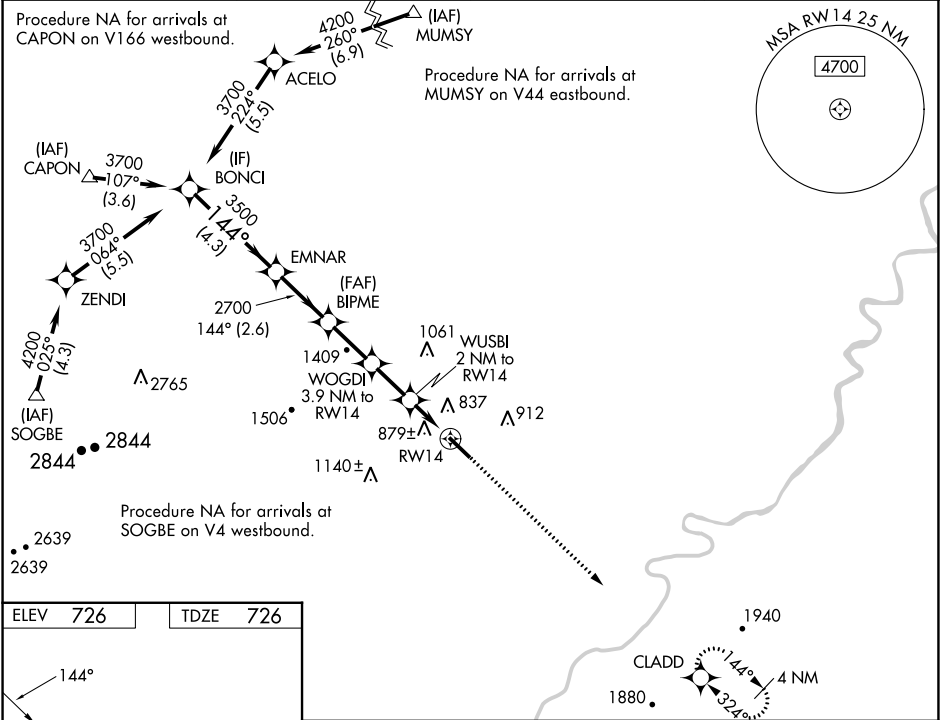 Procedure NA for arrivals at
CAPON on V166 westbound.
4200
260°
(6.9)
(IAF)
MUMSY
ACELO
Procedure NA for arrivals at
MUMSY on V44 eastbound.
MSA RW14 25 NM
4700
3700
224°
(5.5)
(IAF)
CAPON
3700
107°
(3.6)
(IF)
BONCI
3500
144°
(4.3)
3700
064°
(5.5)
ZENDI
EMNAR
(FAF)
BIPME
2700
144° (2.6)
4200
025°
(4.3)
(IAF)
SOGBE
2765
1409
WOGDI
3.9 NM to
RW14
1061
WUSBI
2 NM to
RW14
837
912
1506
879±
RW14
1140±
2844
2844
Procedure NA for arrivals at
SOGBE on V4 westbound.
2639
2639
ELEV 726
TDZE 726
144°
1940
CLADD
144°
4 NM
324°
1880